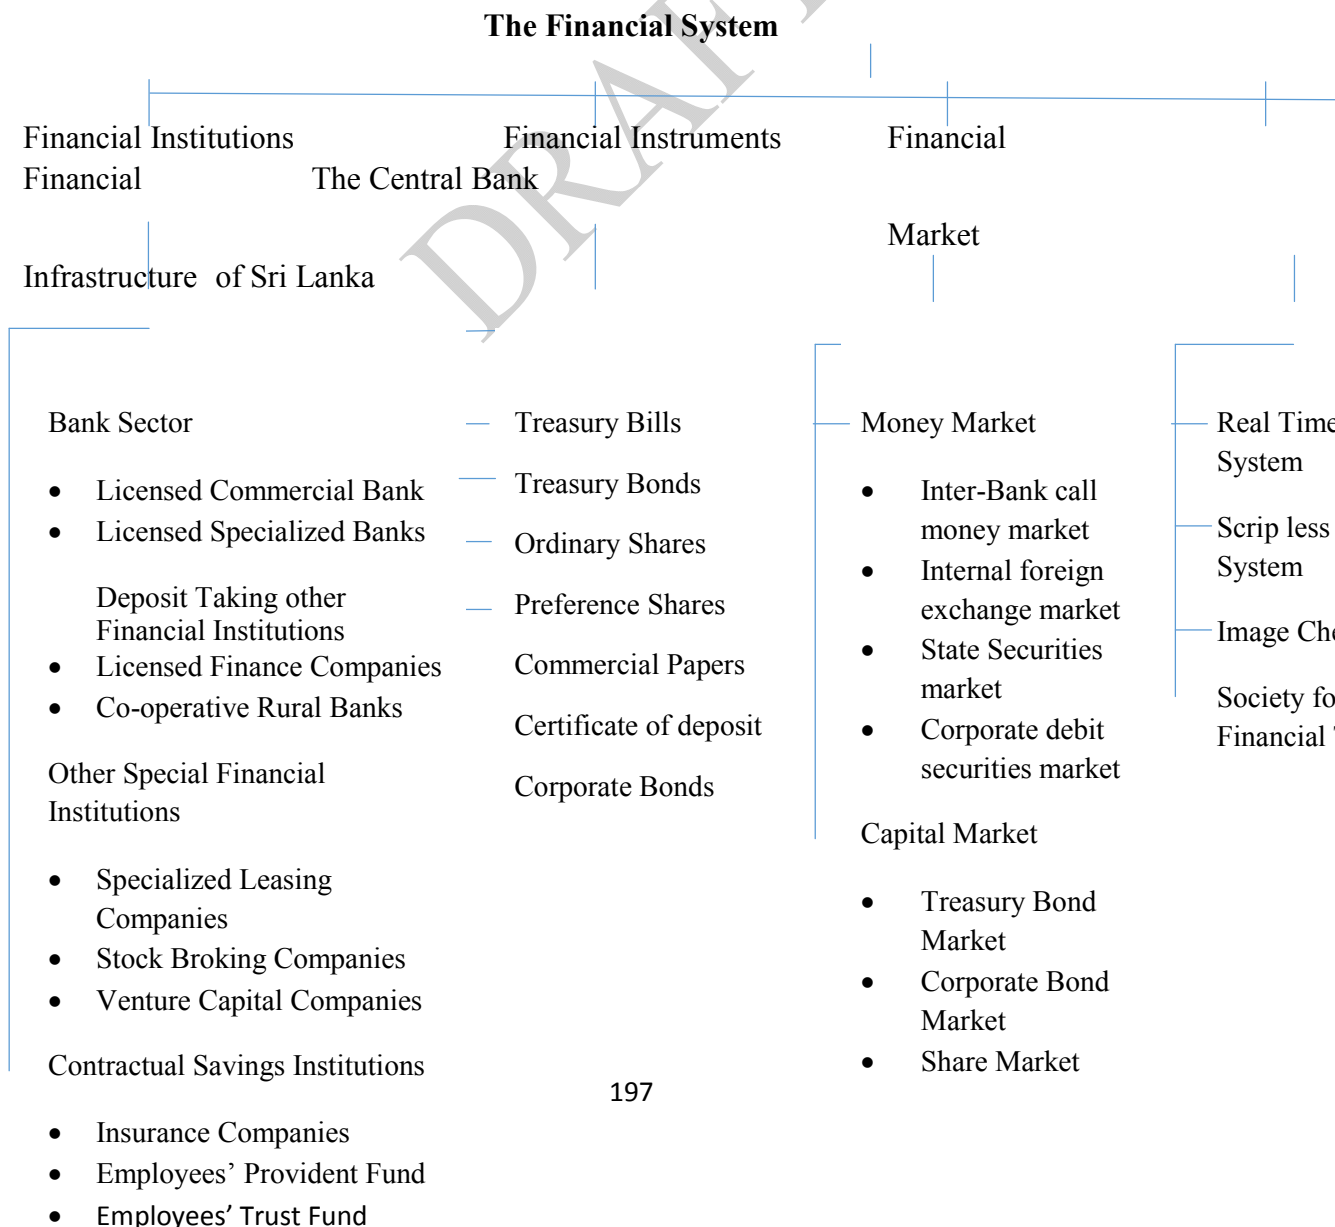 The Financial System
DRAFT
Financial Institutions Financial Instruments Financial
Financial The Central Bank
Market
Infrastructure of Sri Lanka
Bank Sector
• Licensed Commercial Bank
• Licensed Specialized Banks
Deposit Taking other
Financial Institutions
• Licensed Finance Companies
• Co-operative Rural Banks
Other Special Financial
Institutions
• Specialized Leasing
Companies
• Stock Broking Companies
• Venture Capital Companies
Contractual Savings Institutions
• Insurance Companies
• Employees’ Provident Fund
• Employees’ Trust Fund
Treasury Bills
Treasury Bonds
Ordinary Shares
Preference Shares
Commercial Papers
Certificate of deposit
Corporate Bonds
Money Market
• Inter-Bank call
money market
• Internal foreign
exchange market
• State Securities
market
• Corporate debit
securities market
Capital Market
• Treasury Bond
Market
• Corporate Bond
Market
• Share Market
Real Time
System
Scrip less
System
Image
Society
Financial
197